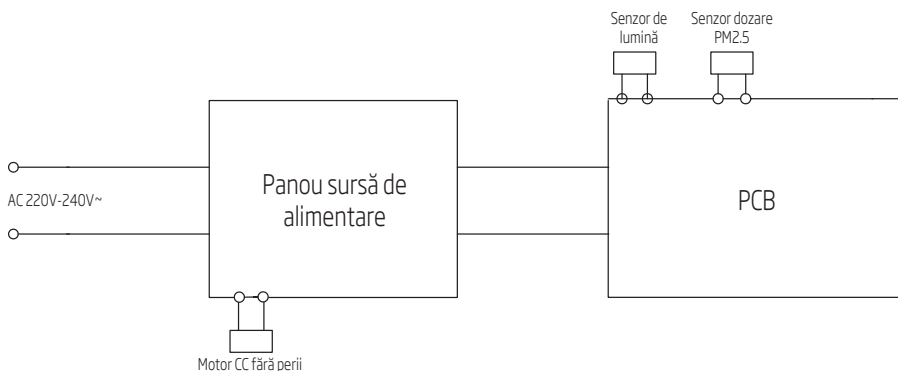 Senzor de
lumină
Senzor dozare
PM2.5
AC 220V-240V~
Panou sursă de
alimentare
PCB
Motor CC fără perii